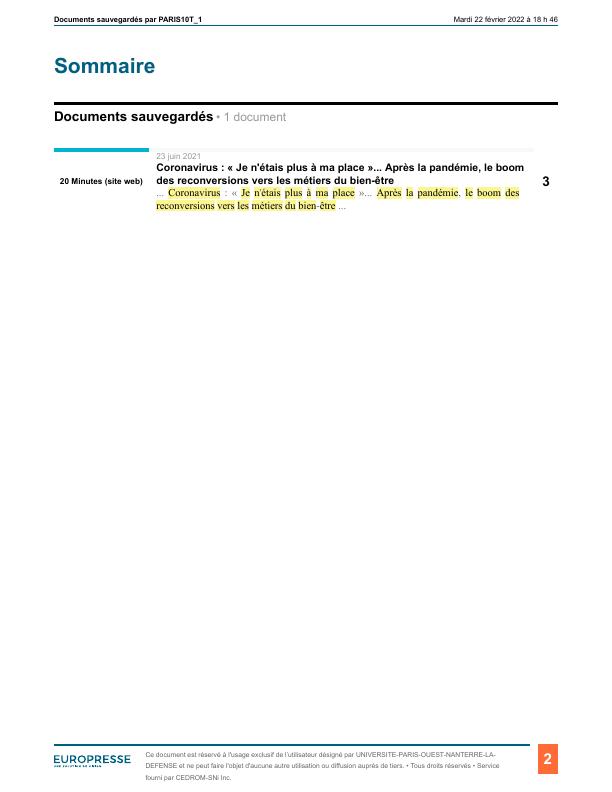 Documents sauvegardés par PARIS10T_1
Mardi 22 février 2022 à 18 h 46
Sommaire
Documents sauvegardés • 1 document
23 juin 2021
20 Minutes (site web)
Coronavirus : « Je n'étais plus à ma place »... Après la pandémie, le boom
des reconversions vers les métiers du bien-être
3
... Coronavirus : « Je n'étais plus à ma place »... Après la pandémie, le boom des
reconversions vers les métiers du bien-être ...
EUROPRESSE
Ce document est réservé à l'usage exclusif de l'utilisateur désigné par UNIVERSITE-PARIS-OUEST-NANTERRE-LA-
DEFENSE et ne peut faire l'objet d'aucune autre utilisation ou diffusion auprès de tiers. • Tous droits réservés • Service
fourni par CEDROM-SNi Inc.
2